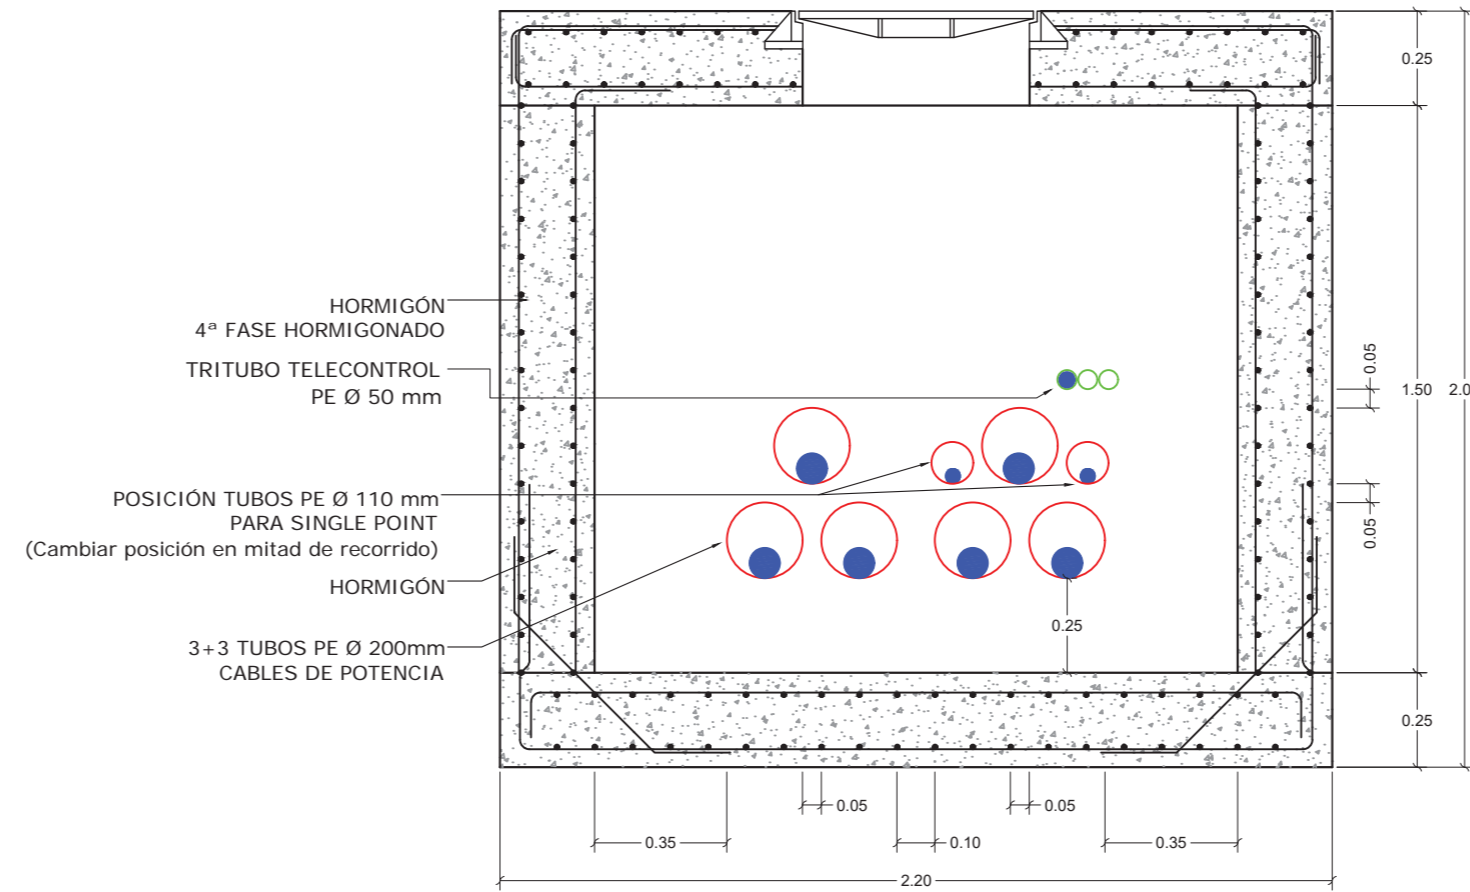 0.25
HORMIGÓN
4ª FASE HORMIGONADO
TRITUBO TELECONTROL
PE Ø 50 mm
0.05
1.50
2.0
POSICIÓN TUBOS PE Ø 110 mm
PARA SINGLE POINT
(Cambiar posición en mitad de recorrido)
HORMIGÓN
0.05
0.25
3+3 TUBOS PE Ø 200mm
CABLES DE POTENCIA
0.25
0.05
0.05
0.35
0.10
0.35
2.20